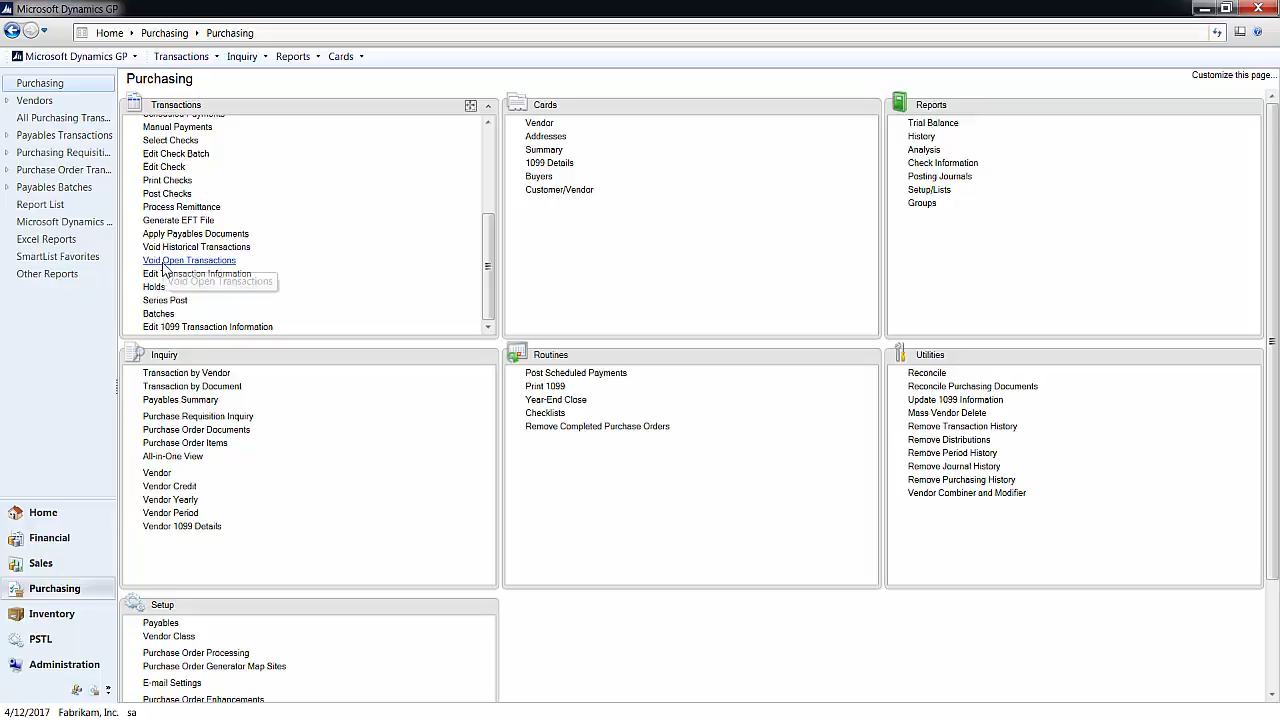 Microsoft Dynamics GP
Home Purchasing Purchasing
Microsoft Dynamics GP Transactions Inquiry Reports Cards
Purchasing
Vendors
All Purchasing Trans...
Payables Transactions
Purchasing Requisiti...
Purchase Order Tran...
Payables Batches
Report List
Microsoft Dynamics ...
Excel Reports
SmartList Favorites
Other Reports
Home
Financial
Sales
Purchasing
Inventory
PSTL
Administration
Purchasing
Customize this page...
Transactions
Scheduled Payments
Manual Payments
Select Checks
Edit Check Batch
Edit Check
Print Checks
Post Checks
Process Remittance
Generate EFT File
Apply Payables Documents
Void Historical Transactions
Void Open Transactions
Edit Transaction Information
Void Open Transactions
Holds
Series Post
Batches
Edit 1099 Transaction Information
Cards
Vendor
Addresses
Summary
1099 Details
Buyers
Customer/Vendor
Reports
Trial Balance
History
Analysis
Check Information
Posting Journals
Setup/Lists
Groups
Inquiry
Transaction by Vendor
Transaction by Document
Payables Summary
Purchase Requisition Inquiry
Purchase Order Documents
Purchase Order Items
All-in-One View
Vendor
Vendor Credit
Vendor Yearly
Vendor Period
Vendor 1099 Details
Routines
Post Scheduled Payments
Print 1099
Year-End Close
Checklists
Remove Completed Purchase Orders
Utilities
Reconcile
Reconcile Purchasing Documents
Update 1099 Information
Mass Vendor Delete
Remove Transaction History
Remove Distributions
Remove Period History
Remove Journal History
Remove Purchasing History
Vendor Combiner and Modifier
Setup
Payables
Vendor Class
Purchase Order Processing
Purchase Order Generator Map Sites
E-mail Settings
Purchase Order Enhancements
4/12/2017 Fabrikam, Inc. sa